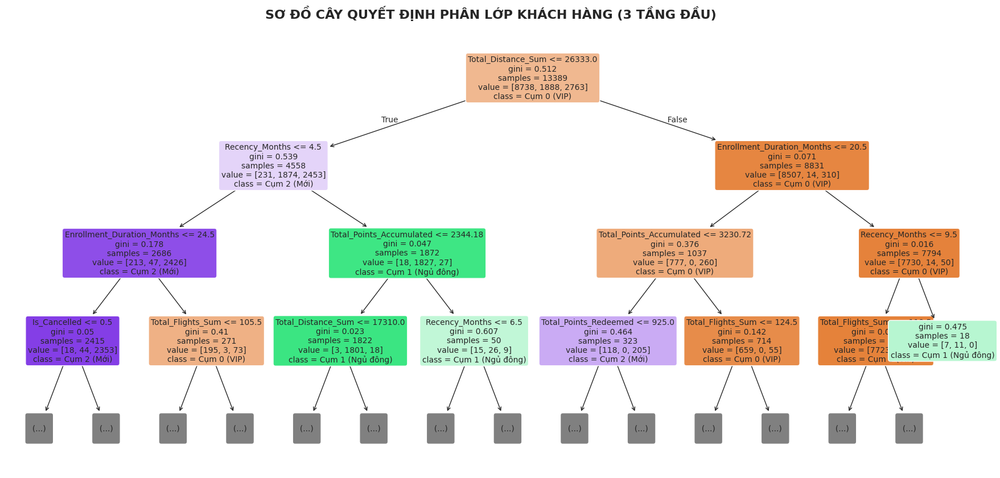 SƠ ĐỒ CÂY QUYẾT ĐỊNH PHÂN LỚP KHÁCH HÀNG (3 TẦNG ĐẦU)
Total_Distance_Sum <= 26333.0
gini = 0.512
samples = 13389
value = [8738, 1888, 2763]
class = Cụm 0 (VIP)
True
False
Recency_Months <= 4.5
gini = 0.539
samples = 4558
value = [231, 1874, 2453]
class = Cụm 2 (Mới)
Enrollment_Duration_Months <= 20.5
gini = 0.071
samples = 8831
value = [8507, 14, 310]
class = Cụm 0 (VIP)
Enrollment_Duration_Months <= 24.5
gini = 0.178
samples = 2686
value = [213, 47, 2426]
class = Cụm 2 (Mới)
Total_Points_Accumulated <= 2344.18
gini = 0.047
samples = 1872
value = [18, 1827, 27]
class = Cụm 1 (Ngủ đông)
Total_Points_Accumulated <= 3230.72
gini = 0.376
samples = 1037
value = [777, 0, 260]
class = Cụm 0 (VIP)
Recency_Months <= 9.5
gini = 0.016
samples = 7794
value = [7730, 14, 50]
class = Cụm 0 (VIP)
Is_Cancelled <= 0.5
gini = 0.05
samples = 2415
value = [18, 44, 2353]
class = Cụm 2 (Mới)
Total_Flights_Sum <= 105.5
gini = 0.41
samples = 271
value = [195, 3, 73]
class = Cụm 0 (VIP)
Total_Distance_Sum <= 17310.0
gini = 0.023
samples = 1822
value = [3, 1801, 18]
class = Cụm 1 (Ngủ đông)
Recency_Months <= 6.5
gini = 0.607
samples = 50
value = [15, 26, 9]
class = Cụm 1 (Ngủ đông)
Total_Points_Redeemed <= 925.0
gini = 0.464
samples = 323
value = [118, 0, 205]
class = Cụm 2 (Mới)
Total_Flights_Sum <= 124.5
gini = 0.142
samples = 714
value = [659, 0, 55]
class = Cụm 0 (VIP)
Total_Flights_Sum
gini =
samples =
value = [7723
class = Cụm
gini = 0.475
samples = 18
value = [7, 11, 0]
class = Cụm 1 (Ngủ đông)
(...)
(...)
(...)
(...)
(...)
(...)
(...)
(...)
(...)
(...)
(...)
(...)
(...)
(...)